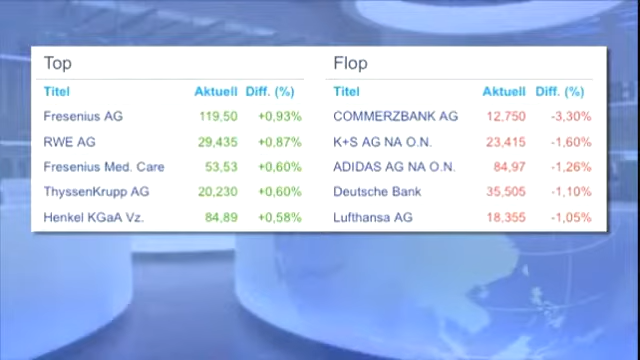 Top
Titel Aktuell Diff. (%)
Fresenius AG 119,50 +0,93%
RWE AG 29,435 +0,87%
Fresenius Med. Care 53,53 +0,60%
ThyssenKrupp AG 20,230 +0,60%
Henkel KGaA Vz. 84,89 +0,58%
Flop
Titel Aktuell Diff. (%)
COMMERZBANK AG 12,750 -3,30%
K+S AG NA O.N. 23,415 -1,60%
ADIDAS AG NA O.N. 84,97 -1,26%
Deutsche Bank 35,505 -1,10%
Lufthansa AG 18,355 -1,05%